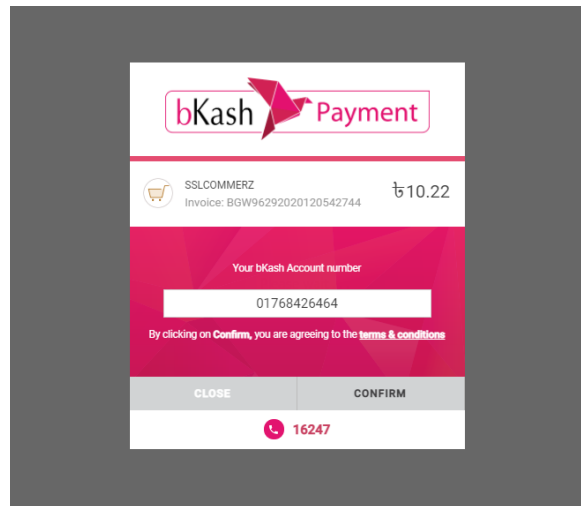 bKash Payment
SSLCOMMERZ
৳10.22
Invoice: BGW96292020120542744
Your bKash Account number
01768426464
By clicking on Confirm, you are agreeing to the terms & conditions
CLOSE
CONFIRM
16247